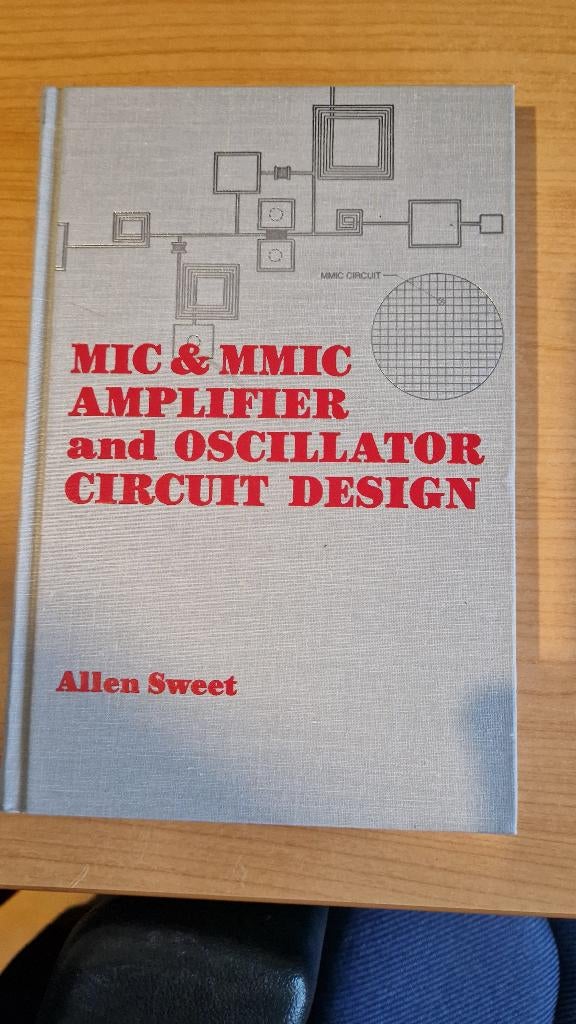 MMIC CIRCUIT
MIC & MMIC
AMPLIFIER
and OSCILLATOR
CIRCUIT DESIGN
Allen Sweet